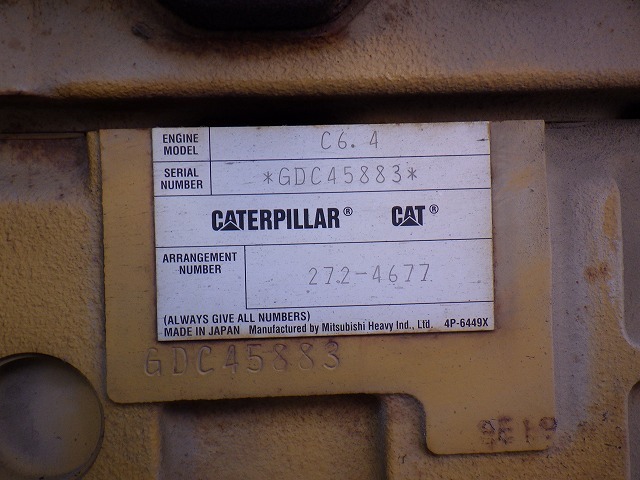 ENGINE MODEL C6.4
SERIAL NUMBER *GDC45883*
CATERPILLAR® CAT®
ARRANGEMENT NUMBER 272-4677
(ALWAYS GIVE ALL NUMBERS)
MADE IN JAPAN Manufactured by Mitsubishi Heavy Ind., Ltd. 4P-6449X
GDC45883